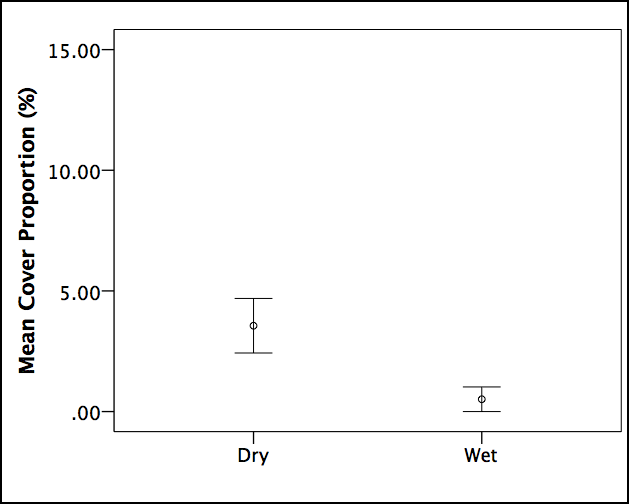 Mean Cover Proportion (%)
15.00
10.00
5.00
.00
Dry
Wet